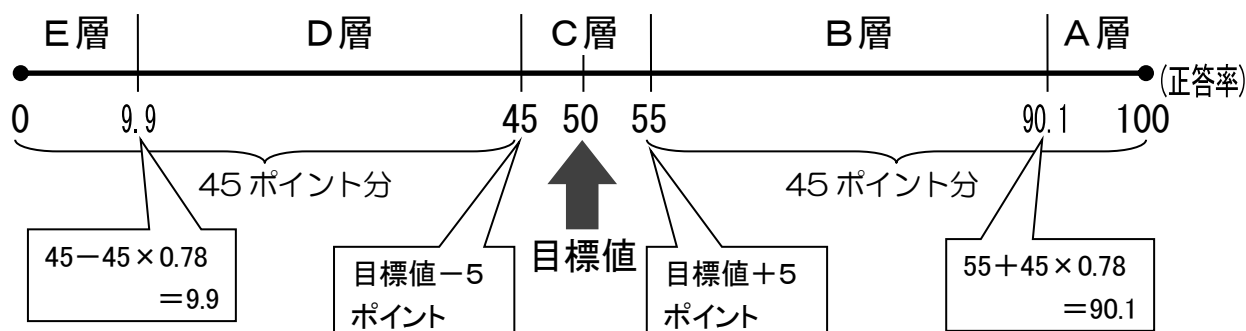 E層 D層 C層 B層 A層
(正答率)
0 9.9 45 50 55 90.1 100
45ポイント分 45ポイント分
目標値
45−45×0.78
=9.9
目標値−5
ポイント
目標値+5
ポイント
55+45×0.78
=90.1